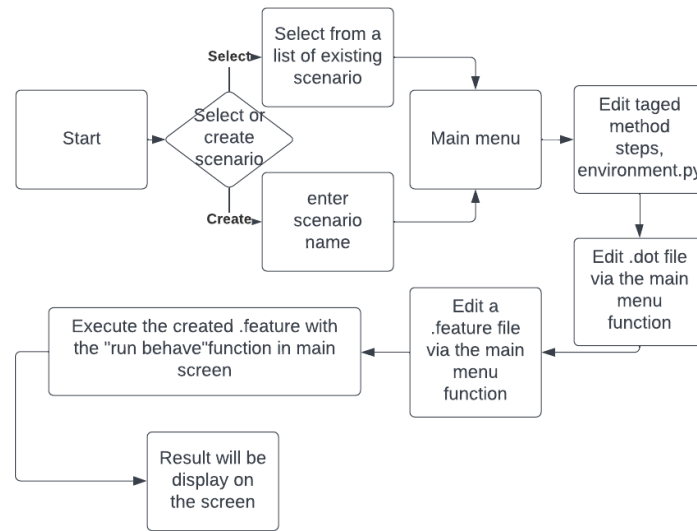 Start
Select or
create
scenario
Select
Select from a
list of existing
scenario
Create
enter
scenario
name
Main menu
Edit taged
method
steps,
environment.py
Edit .dot file
via the main
menu
function
Edit a
.feature file
via the main
menu
function
Execute the created .feature with
the "run behave"function in main
screen
Result will be
display on
the screen